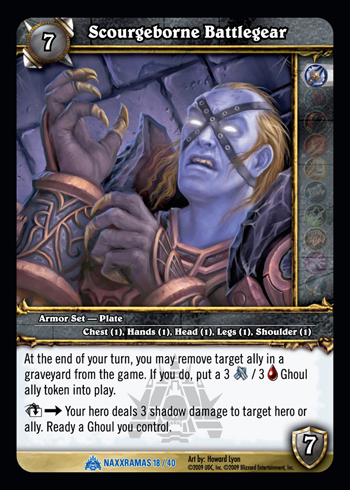 7
Scourgeborne Battlegear
Armor Set — Plate
Chest (1), Hands (1), Head (1), Legs (1), Shoulder (1)
At the end of your turn, you may remove target ally in a
graveyard from the game. If you do, put a 3 / 3 Ghoul
ally token into play.
Your hero deals 3 shadow damage to target hero or
ally. Ready a Ghoul you control.
7
NAXXRAMAS 18 / 40
Art by: Howard Lyon
©2009 UDC, Inc. ©2009 Blizzard Entertainment, Inc.